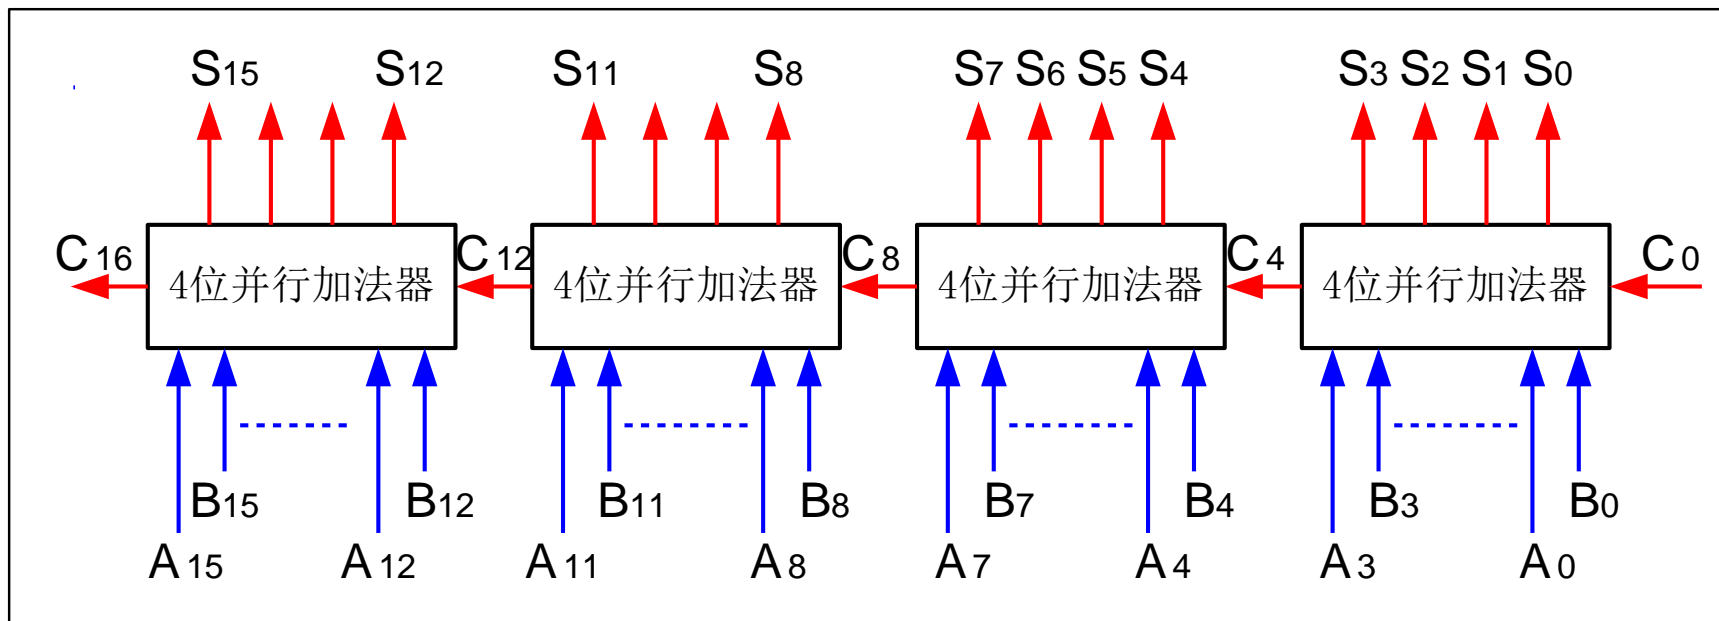 S15 S12 S11 S8 S7 S6 S5 S4 S3 S2 S1 S0
C16 C12 C8 C4 C0
4位并行加法器 4位并行加法器 4位并行加法器 4位并行加法器
B15 B12 B11 B8 B7 B4 B3 B0
A15 A12 A11 A8 A7 A4 A3 A0